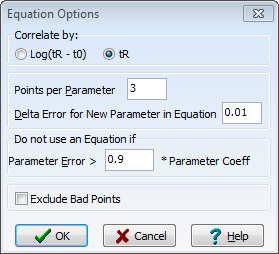 Equation Options
Correlate by:
Log(tR - t0) tR
Points per Parameter 3
Delta Error for New Parameter in Equation 0.01
Do not use an Equation if
Parameter Error > 0.9 * Parameter Coeff
Exclude Bad Points
OK Cancel Help